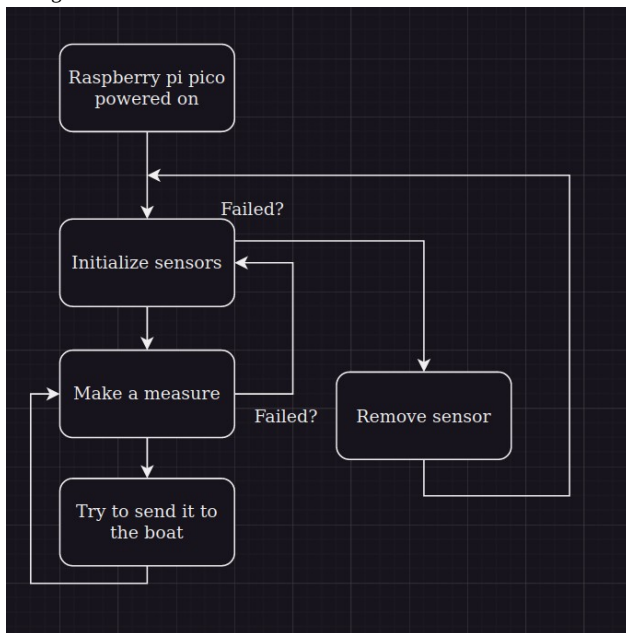 Raspberry pi pico
powered on
Failed?
Initialize sensors
Make a measure
Failed?
Remove sensor
Try to send it to
the boat